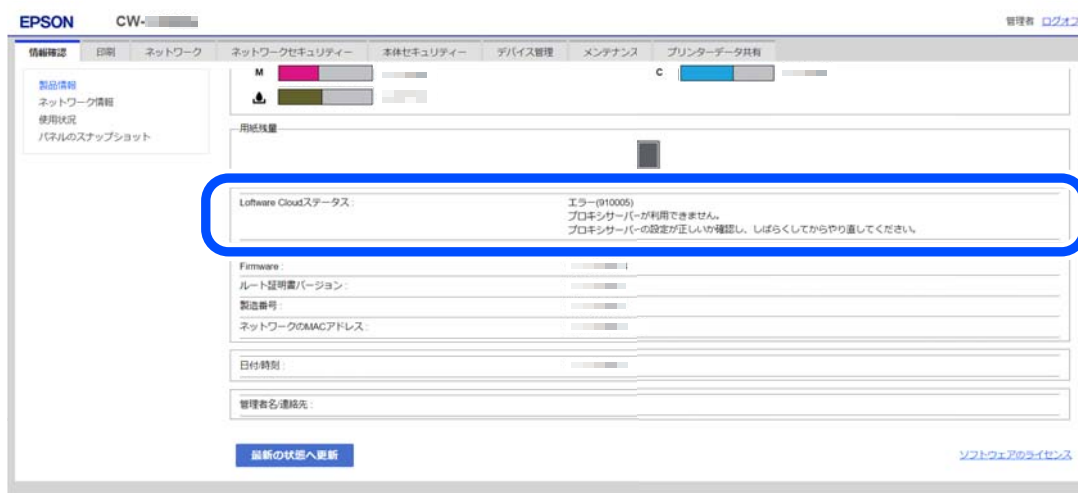 EPSON CW-
管理者 ログオフ
情報確認 印刷 ネットワーク ネットワークセキュリティー 本体セキュリティー デバイス管理 メンテナンス プリンターデータ共有
製品情報
ネットワーク情報
使用状況
パネルのスナップショット
M
C
用紙残量
Loftware Cloudステータス :
エラー(910005)
プロキシサーバーが利用できません。
プロキシサーバーの設定が正しいか確認し、しばらくしてからやり直してください。
Firmware :
ルート証明書バージョン :
製造番号 :
ネットワークのMACアドレス :
日付/時刻 :
管理者名/連絡先 :
最新の状態へ更新
ソフトウェアのライセンス